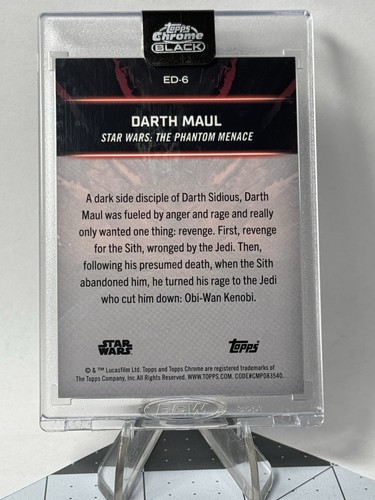 Topps
Chrome
BLACK
ED-6
DARTH MAUL
STAR WARS: THE PHANTOM MENACE
A dark side disciple of Darth Sidious, Darth
Maul was fueled by anger and rage and really
only wanted one thing: revenge. First, revenge
for the Sith, wronged by the Jedi. Then,
following his presumed death, when the Sith
abandoned him, he turned his rage to the Jedi
who cut him down: Obi-Wan Kenobi.
STAR WARS
Topps
© & ™ Lucasfilm Ltd. Topps and Topps Chrome are registered trademarks of
The Topps Company, Inc. All Rights Reserved. WWW.TOPPS.COM. CODE#CMP083540.